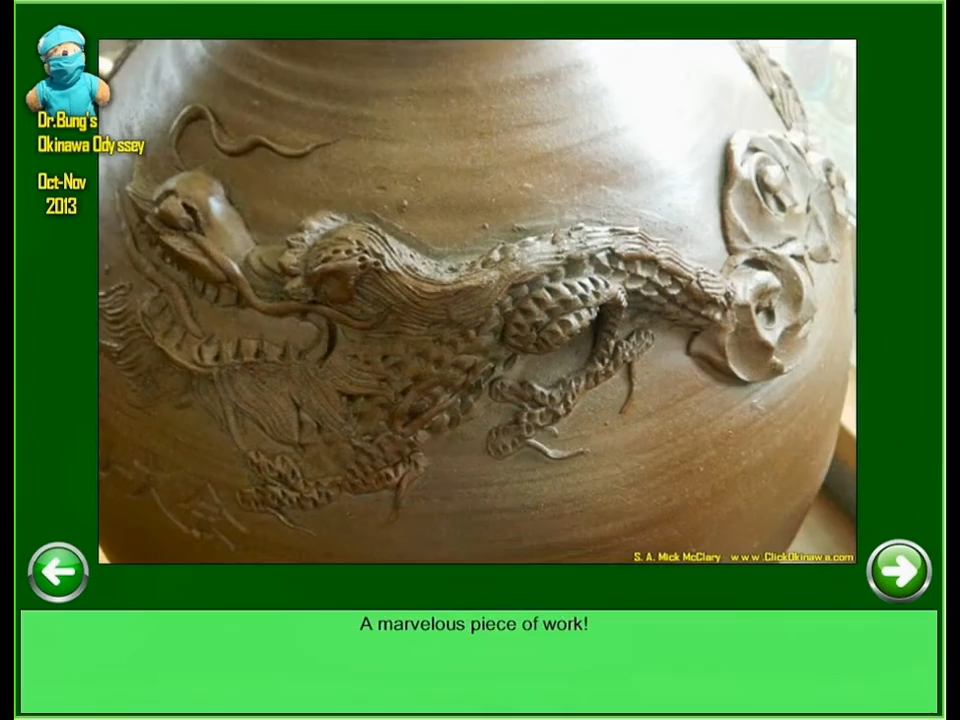 Dr.Bung's
Okinawa Odyssey
Oct-Nov
2013
S. A. Mick McClary www.ClickOkinawa.com
A marvelous piece of work!